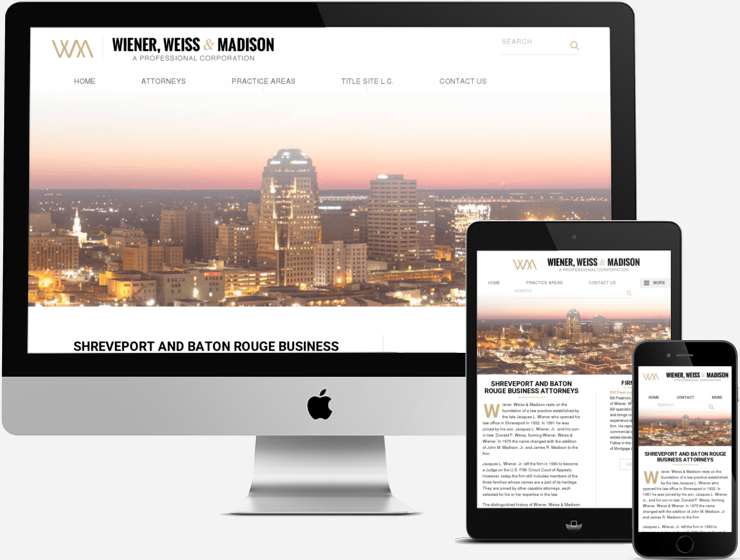 WM
WIENER, WEISS & MADISON
A PROFESSIONAL CORPORATION
SEARCH
HOME
ATTORNEYS
PRACTICE AREAS
TITLE SITE L.C.
CONTACT US
SHREVEPORT AND BATON ROUGE BUSINESS
WM
WIENER, WEISS & MADISON
A PROFESSIONAL CORPORATION
HOME
PRACTICE AREAS
CONTACT US
MORE
SEARCH
SHREVEPORT AND BATON
ROUGE BUSINESS ATTORNEYS
Wiener, Weiss & Madison rests on the
foundation of a law practice established by
the late Jacques L. Wiener who opened his
law office in Shreveport in 1932. In 1961 he was
joined by his son, Jacques L. Wiener, Jr., and his son-
in-law, Donald P. Weiss, forming Wiener, Weiss &
Wiener. In 1975 the name changed with the addition
of John M. Madison, Jr. and James R. Madison to the
firm.
Jacques L. Wiener, Jr. left the firm in 1990 to become
a Judge on the U.S. Fifth Circuit Court of Appeals.
However, today the firm still includes members of the
three families whose names are a part of its heritage.
They are joined by other capable attorneys, each
selected for his or her expertise in the law.
The distinguished history of Wiener, Weiss & Madison
FIR
WM
WIENER, WEISS & MADISON
A PROFESSIONAL CORPORATION
HOME
CONTACT
MORE
SEARCH
SHREVEPORT AND BATON ROUGE
BUSINESS ATTORNEYS
Wiener, Weiss & Madison rests on the
foundation of a law practice established
by the late Jacques L. Wiener who
opened his law office in Shreveport in 1932. In
1961 he was joined by his son, Jacques L. Wiener,
Jr., and his son-in-law, Donald P. Weiss, forming
Wiener, Weiss & Wiener. In 1975 the name
changed with the addition of John M. Madison, Jr.
and James R. Madison to the firm.
Jacques L. Wiener, Jr. left the firm in 1990 to